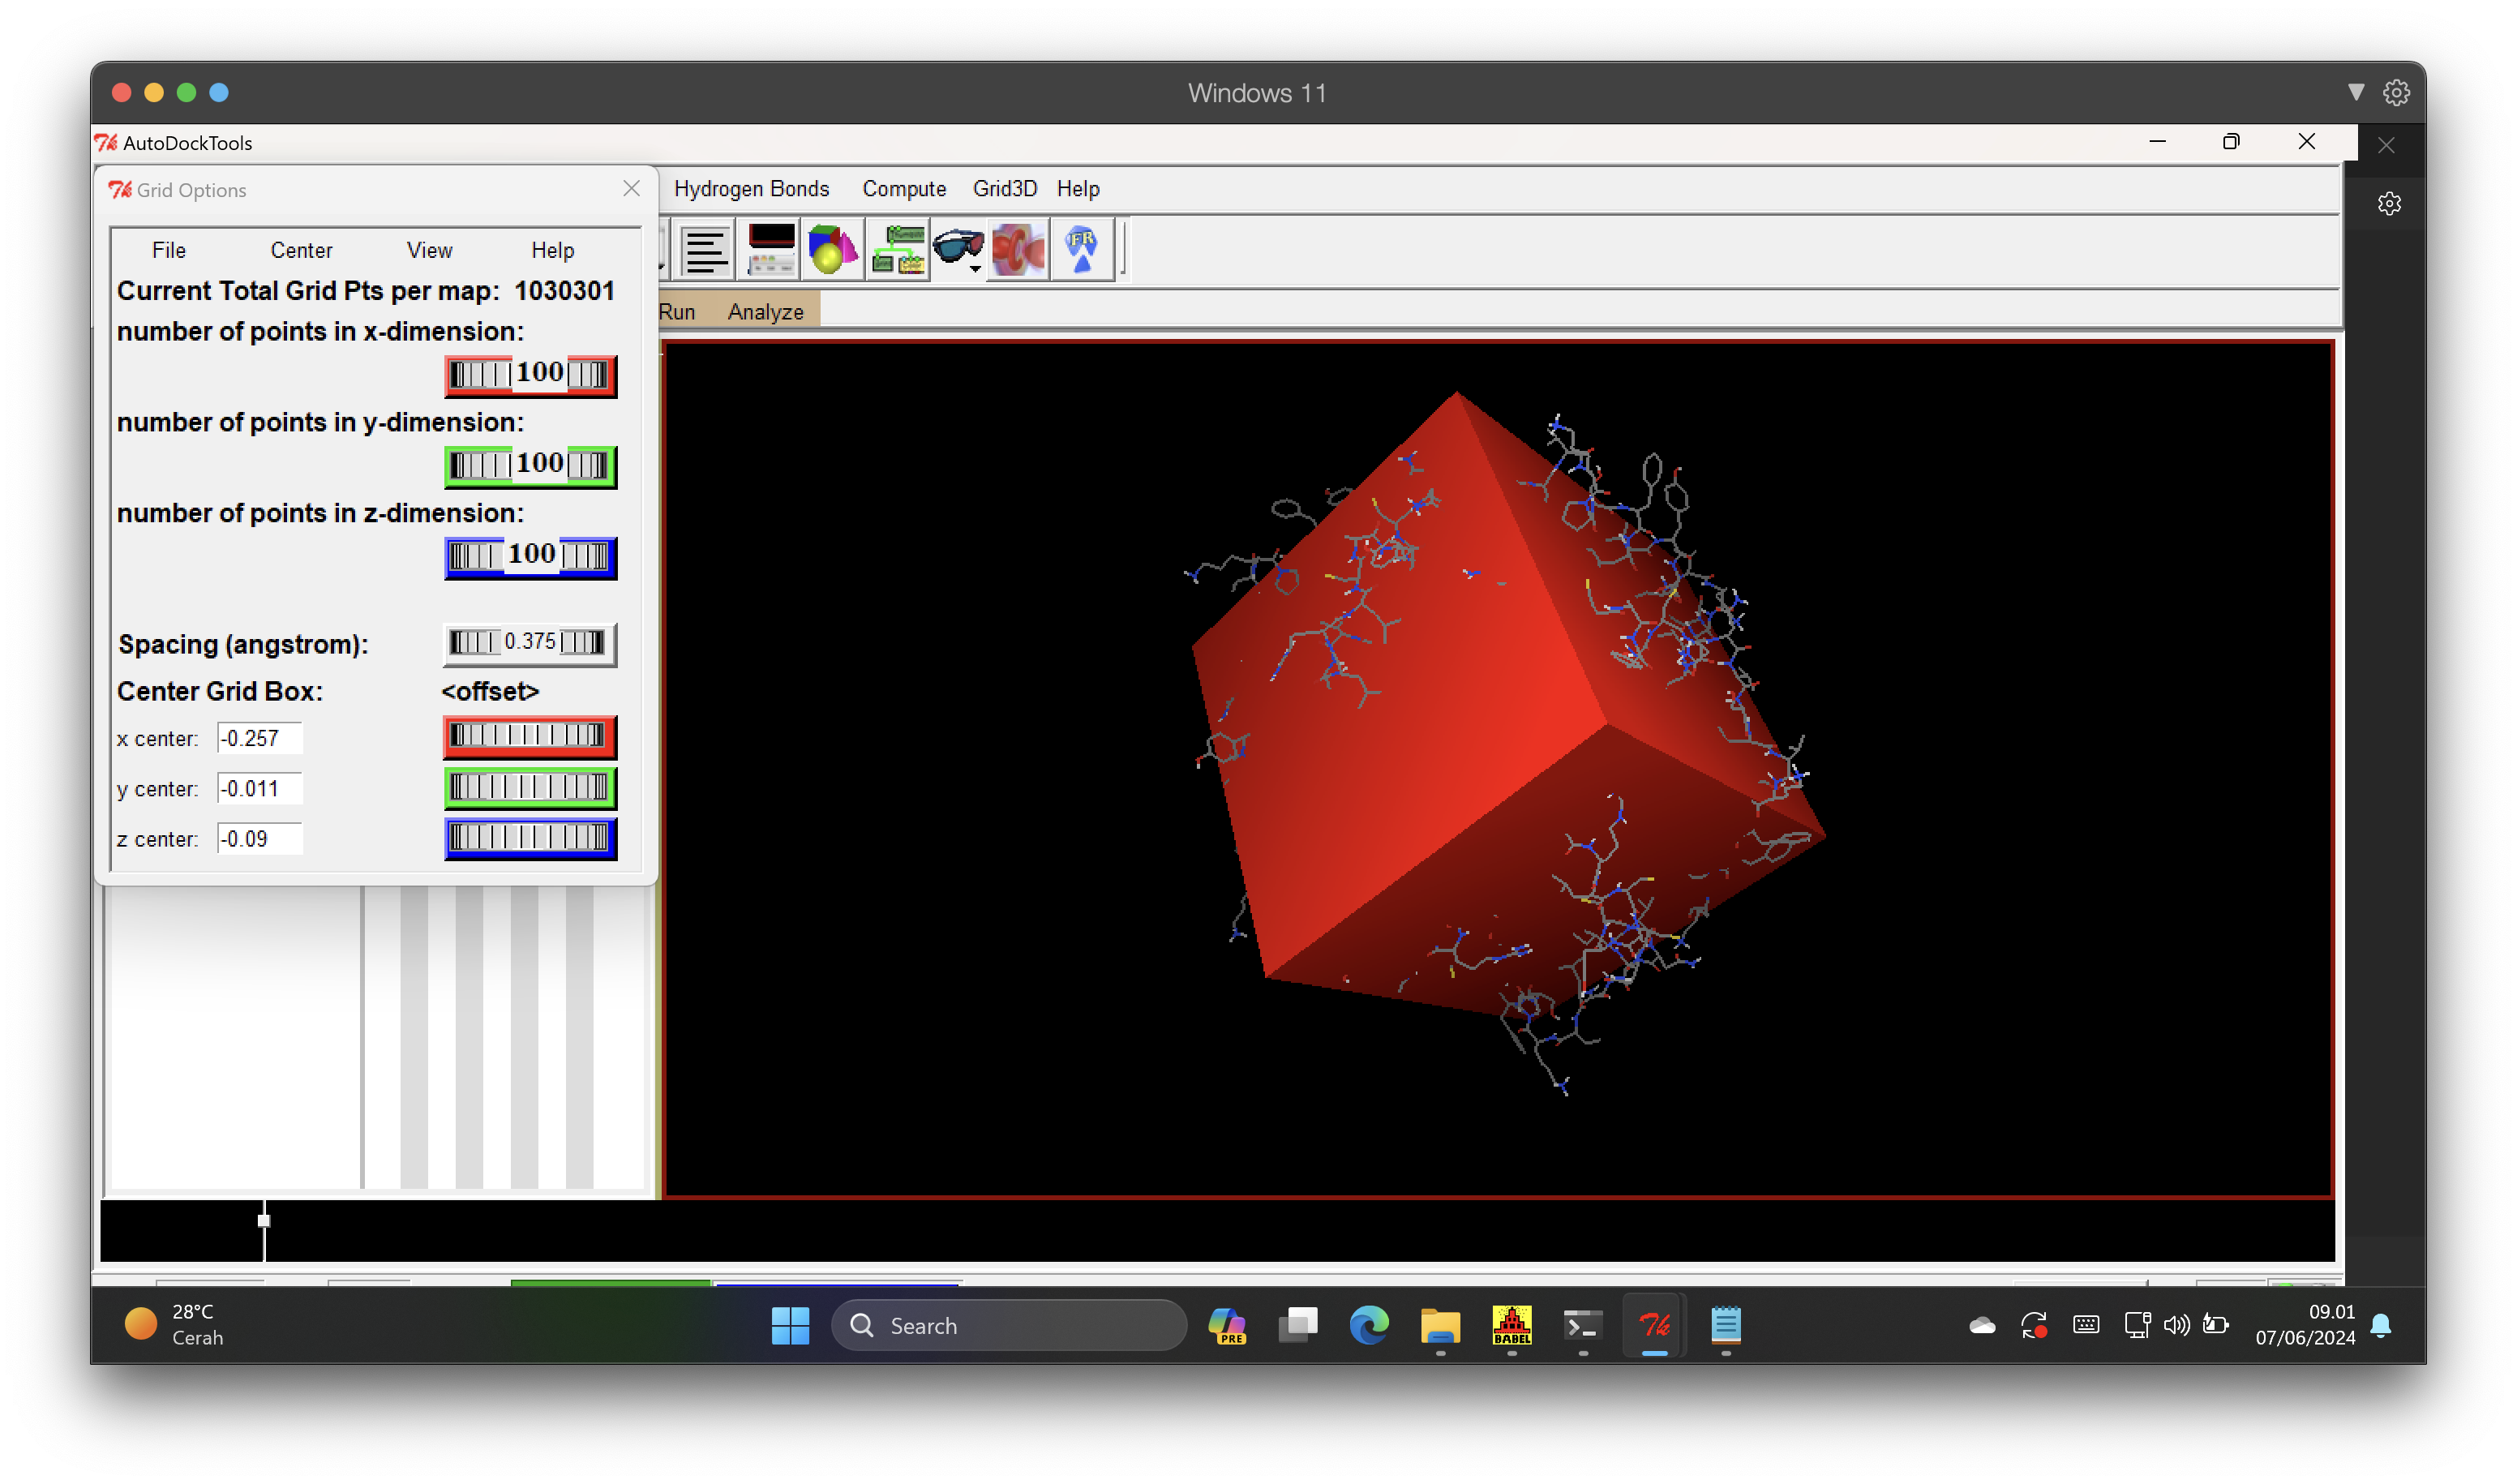 Windows 11
AutoDockTools
Grid Options
Hydrogen Bonds Compute Grid3D Help
File Center View Help
FR
Current Total Grid Pts per map: 1030301
Run Analyze
number of points in x-dimension:
100
number of points in y-dimension:
100
number of points in z-dimension:
100
Spacing (angstrom): 0.375
Center Grid Box: <offset>
x center: -0.257
y center: -0.011
z center: -0.09
28°C
Cerah
Search
PRE
BABEL
09.01
07/06/2024